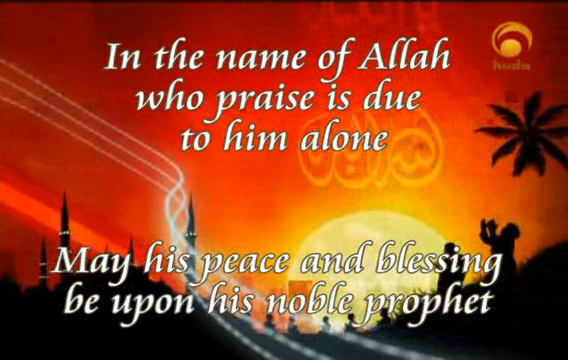 In the name of Allah
who praise is due
to him alone
May his peace and blessing
be upon his noble prophet